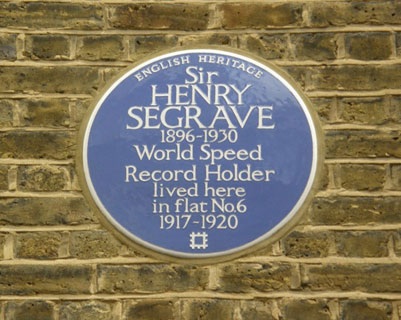 ENGLISH HERITAGE
Sir
HENRY
SEGRAVE
1896-1930
World Speed
Record Holder
lived here
in flat No.6
1917-1920